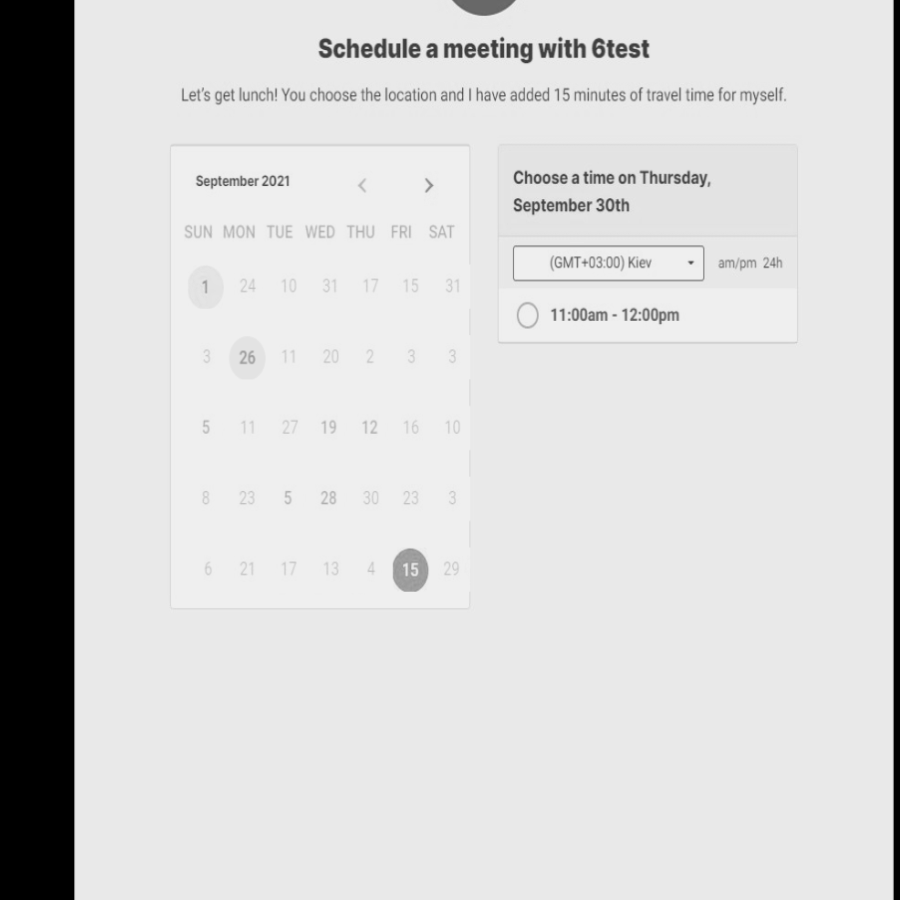 Schedule a meeting with 6test
Let's get lunch! You choose the location and I have added 15 minutes of travel time for myself.
September 2021
SUN MON TUE WED THU FRI SAT
1 24 10 31 17 15 31
3 26 11 20 2 3 3
5 11 27 19 12 16 10
8 23 5 28 30 23 3
6 21 17 13 4 15 29
Choose a time on Thursday,
September 30th
(GMT+03:00) Kiev am/pm 24h
11:00am - 12:00pm